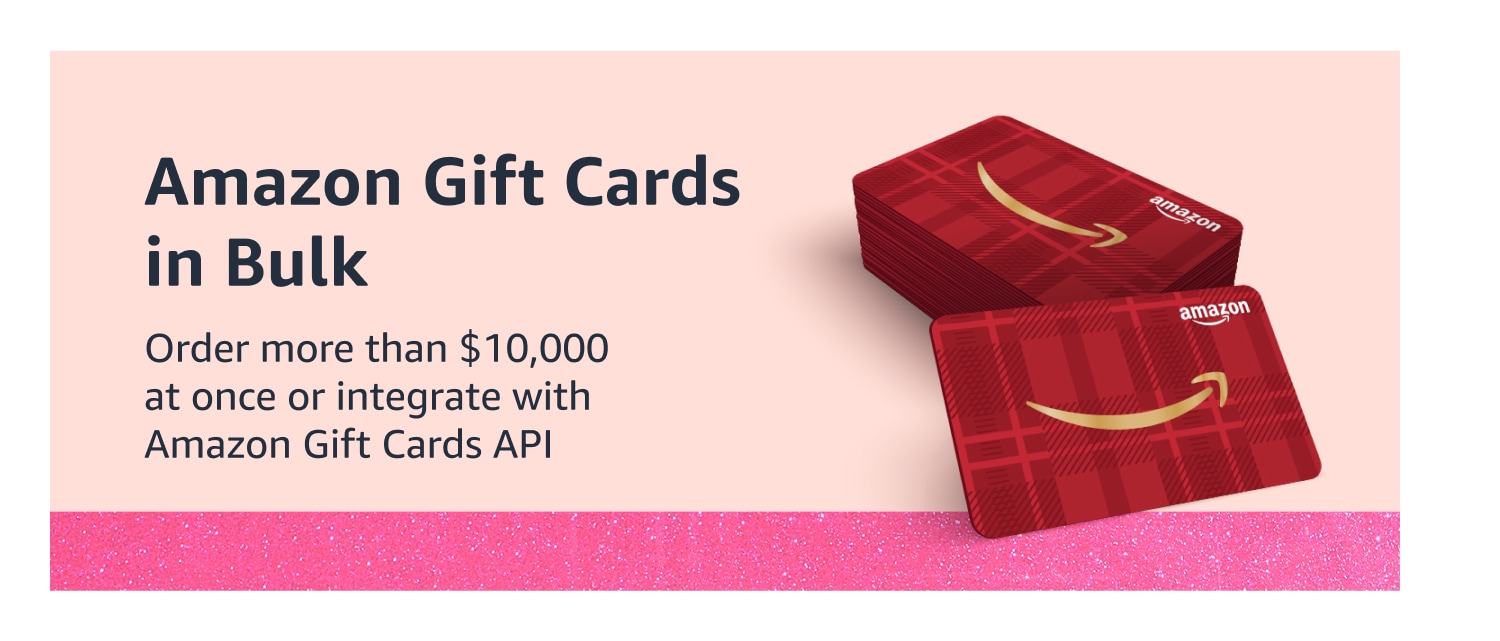 Amazon Gift Cards
in Bulk
Order more than $10,000
at once or integrate with
Amazon Gift Cards API
amazon
amazon